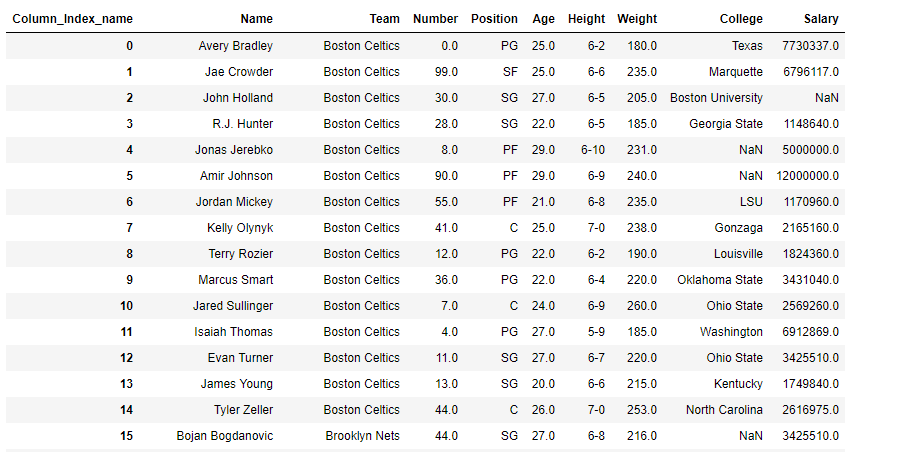 Column_Index_name Name Team Number Position Age Height Weight College Salary
0 Avery Bradley Boston Celtics 0.0 PG 25.0 6-2 180.0 Texas 7730337.0
1 Jae Crowder Boston Celtics 99.0 SF 25.0 6-6 235.0 Marquette 6796117.0
2 John Holland Boston Celtics 30.0 SG 27.0 6-5 205.0 Boston University NaN
3 R.J. Hunter Boston Celtics 28.0 SG 22.0 6-5 185.0 Georgia State 1148640.0
4 Jonas Jerebko Boston Celtics 8.0 PF 29.0 6-10 231.0 NaN 5000000.0
5 Amir Johnson Boston Celtics 90.0 PF 29.0 6-9 240.0 NaN 12000000.0
6 Jordan Mickey Boston Celtics 55.0 PF 21.0 6-8 235.0 LSU 1170960.0
7 Kelly Olynyk Boston Celtics 41.0 C 25.0 7-0 238.0 Gonzaga 2165160.0
8 Terry Rozier Boston Celtics 12.0 PG 22.0 6-2 190.0 Louisville 1824360.0
9 Marcus Smart Boston Celtics 36.0 PG 22.0 6-4 220.0 Oklahoma State 3431040.0
10 Jared Sullinger Boston Celtics 7.0 C 24.0 6-9 260.0 Ohio State 2569260.0
11 Isaiah Thomas Boston Celtics 4.0 PG 27.0 5-9 185.0 Washington 6912869.0
12 Evan Turner Boston Celtics 11.0 SG 27.0 6-7 220.0 Ohio State 3425510.0
13 James Young Boston Celtics 13.0 SG 20.0 6-6 215.0 Kentucky 1749840.0
14 Tyler Zeller Boston Celtics 44.0 C 26.0 7-0 253.0 North Carolina 2616975.0
15 Bojan Bogdanovic Brooklyn Nets 44.0 SG 27.0 6-8 216.0 NaN 3425510.0